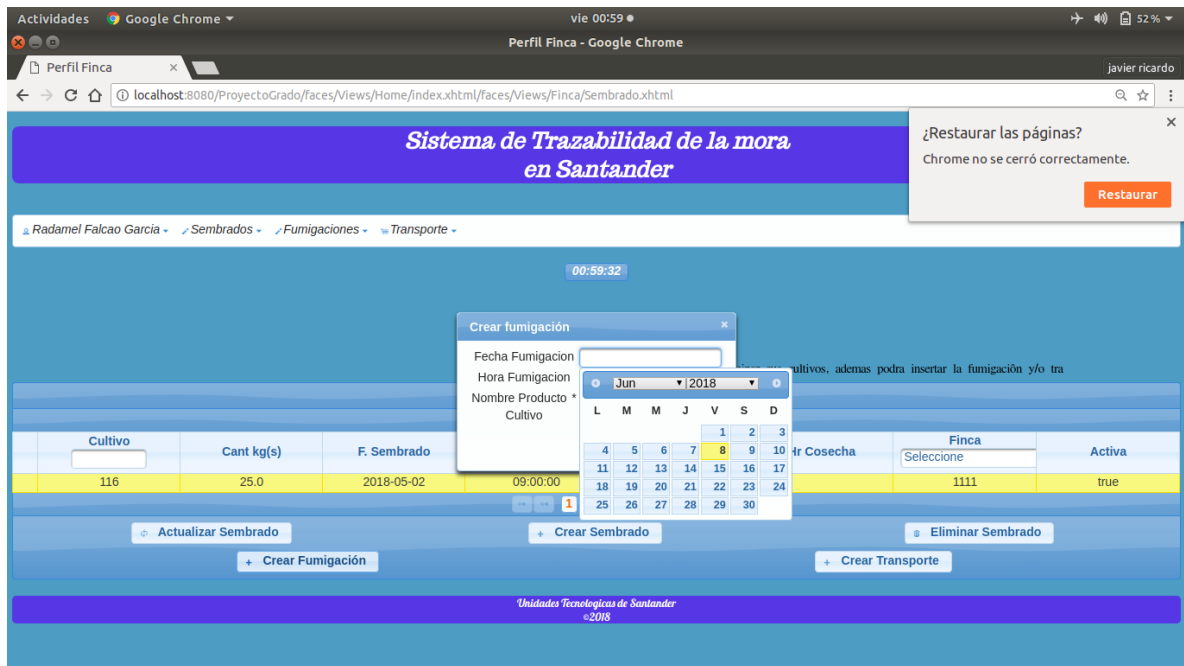 Actividades Google Chrome ▾ vie 00:59 ● 52 % ▾
Perfil Finca - Google Chrome
Perfil Finca × javier ricardo
localhost:8080/ProyectoGrado/faces/Views/Home/index.xhtml/faces/Views/Finca/Sembrado.xhtml
¿Restaurar las páginas? ×
Chrome no se cerró correctamente.
Restaurar
Sistema de Trazabilidad de la mora
en Santander
Radamel Falcao Garcia Sembrados Fumigaciones Transporte
00:59:32
Crear fumigación ×
Fecha Fumigacion
Hora Fumigacion
Nombre Producto *
Cultivo
cultivos, ademas podra insertar la fumigación y/o tra
Jun 2018
L M M J V S D
1 2 3
4 5 6 7 8 9 10
11 12 13 14 15 16 17
18 19 20 21 22 23 24
25 26 27 28 29 30
Cultivo Cant kg(s) F. Sembrado Hr Cosecha Finca Activa
Seleccione
116 25.0 2018-05-02 09:00:00 1111 true
1
Actualizar Sembrado + Crear Sembrado Eliminar Sembrado
+ Crear Fumigación + Crear Transporte
Unidades Tecnologicas de Santander
©2018